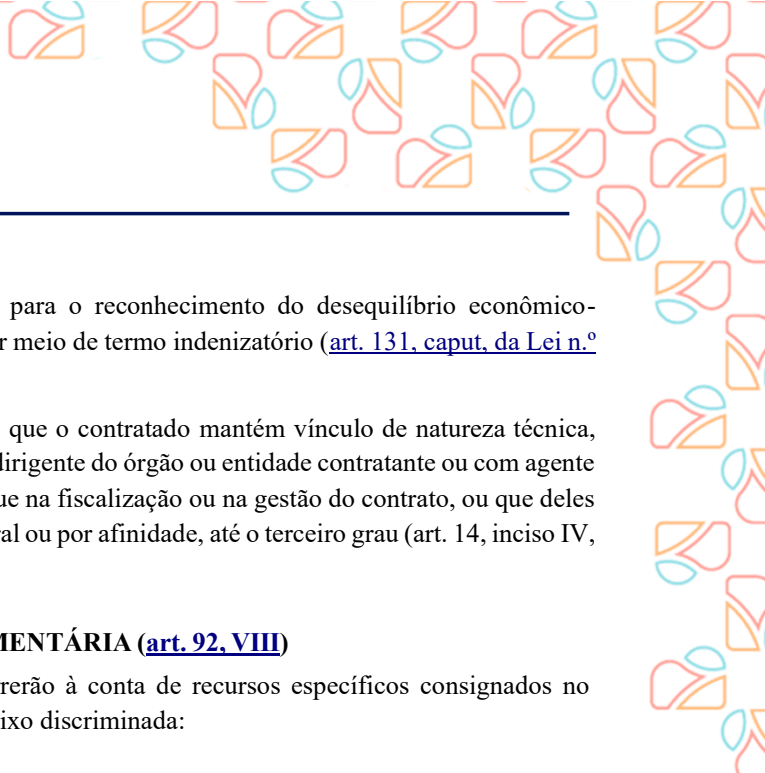 para o reconhecimento do desequilíbrio econômico-
r meio de termo indenizatório (art. 131, caput, da Lei n.º
que o contratado mantém vínculo de natureza técnica,
dirigente do órgão ou entidade contratante ou com agente
ue na fiscalização ou na gestão do contrato, ou que deles
al ou por afinidade, até o terceiro grau (art. 14, inciso IV,
MENTÁRIA (art. 92, VIII)
rerão à conta de recursos específicos consignados no
ixo discriminada: